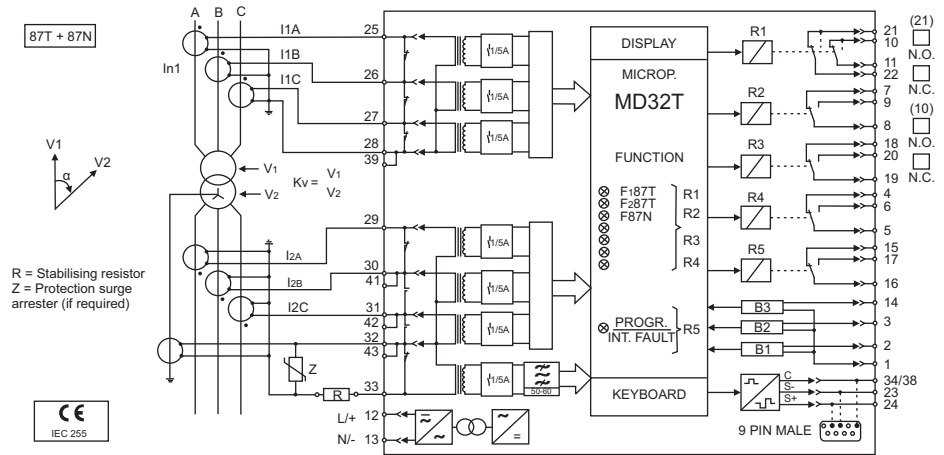 87T + 87N
A B C
In1
I1A
I1B
I1C
25
26
27
28
39
V1
V2
α
V1
V2
Kv = V1
V2
R = Stabilising resistor
Z = Protection surge
arrester (if required)
I2A
I2B
I2C
29
30
41
31
42
32
43
33
Z
R
L/+ 12
N/- 13
CE
IEC 255
1/5A
1/5A
1/5A
1/5A
1/5A
1/5A
1/5A
50-60
DISPLAY
MICROP.
MD32T
FUNCTION
F187T
F287T
F87N
R1
R2
R3
R4
PROGR.
INT. FAULT
R5
KEYBOARD
R1
R2
R3
R4
R5
B3
B2
B1
C
S-
S+
9 PIN MALE
21
10
11
22
7
9
8
18
20
19
4
6
5
15
17
16
14
3
2
1
34/38
23
24
(21)
N.O.
N.C.
(10)
N.O.
N.C.